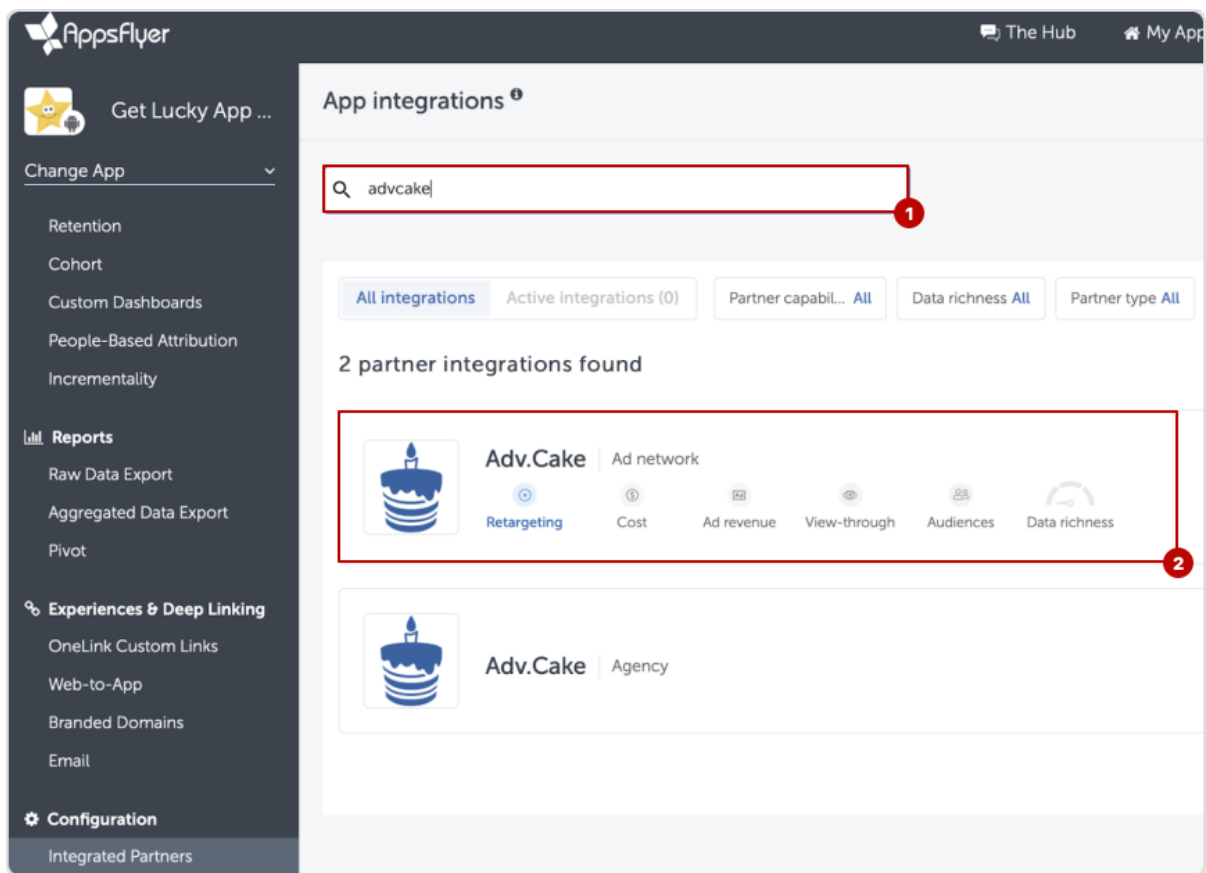 AppsFlyer
The Hub
My App
Get Lucky App ...
Change App
Retention
Cohort
Custom Dashboards
People-Based Attribution
Incrementality
Reports
Raw Data Export
Aggregated Data Export
Pivot
Experiences & Deep Linking
OneLink Custom Links
Web-to-App
Branded Domains
Email
Configuration
Integrated Partners
App integrations
advcake
1
All integrations
Active integrations (0)
Partner capabil... All
Data richness All
Partner type All
2 partner integrations found
Adv.Cake
Ad network
Retargeting
Cost
Ad revenue
View-through
Audiences
Data richness
2
Adv.Cake
Agency